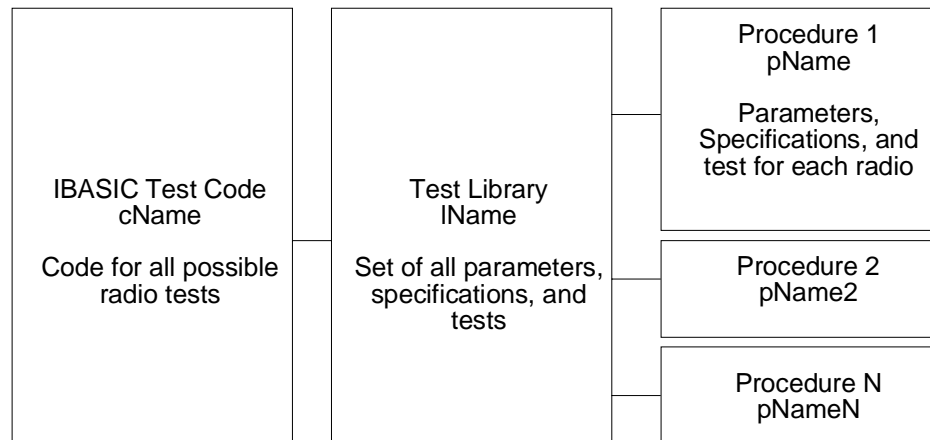 IBASIC Test Code
cName
Code for all possible
radio tests
Test Library
lName
Set of all parameters,
specifications, and
tests
Procedure 1
pName
Parameters,
Specifications, and
test for each radio
Procedure 2
pName2
Procedure N
pNameN